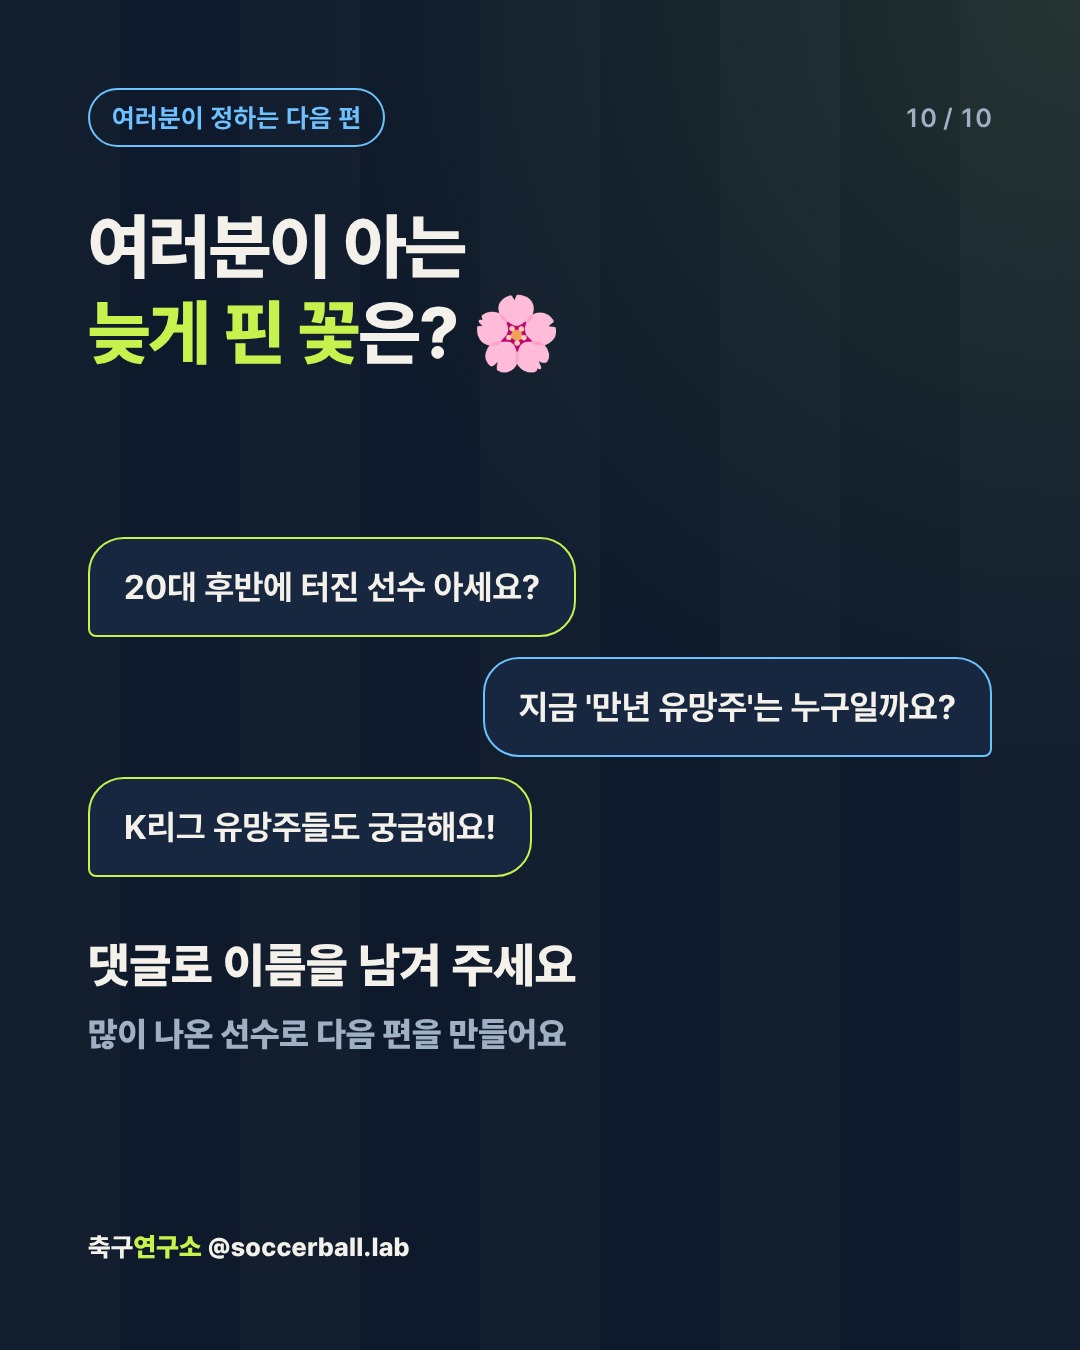 여러분이 정하는 다음 편
10 / 10
여러분이 아는
늦게 핀 꽃은? 🌸
20대 후반에 터진 선수 아세요?
지금 '만년 유망주'는 누구일까요?
K리그 유망주들도 궁금해요!
댓글로 이름을 남겨 주세요
많이 나온 선수로 다음 편을 만들어요
축구연구소 @soccerball.lab